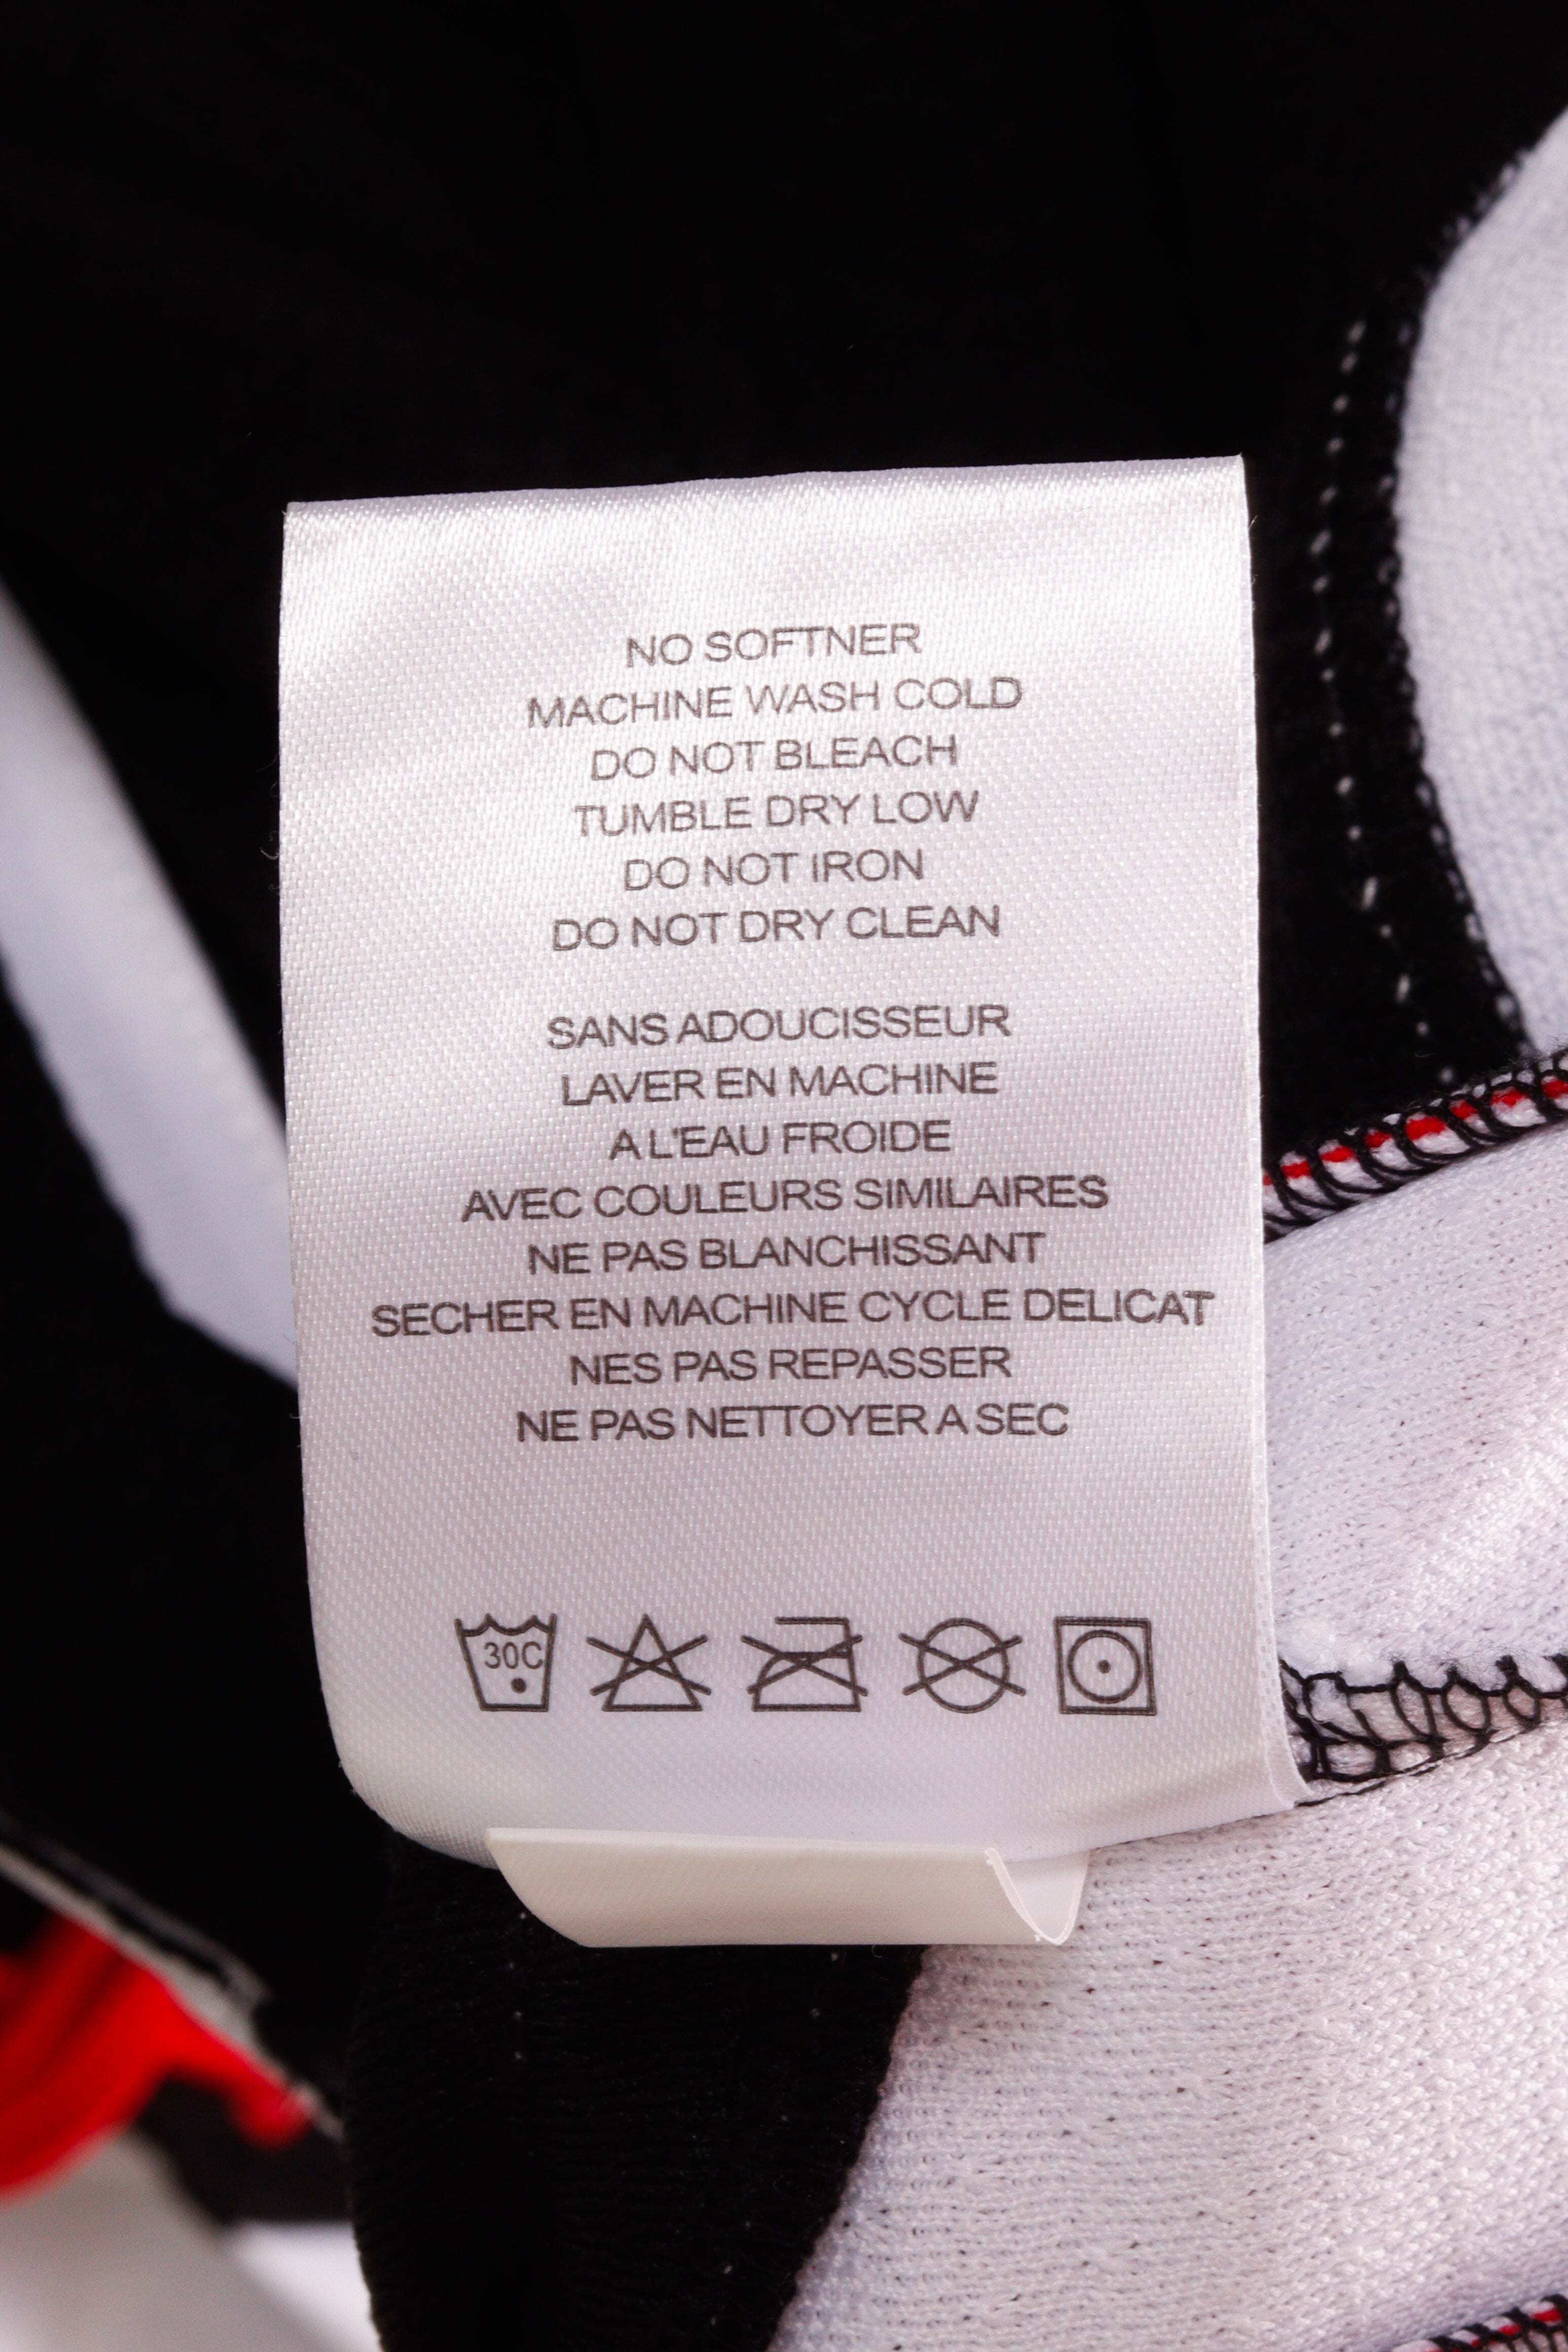 NO SOFTNER
MACHINE WASH COLD
DO NOT BLEACH
TUMBLE DRY LOW
DO NOT IRON
DO NOT DRY CLEAN
SANS ADOUCISSEUR
LAVER EN MACHINE
A L'EAU FROIDE
AVEC COULEURS SIMILAIRES
NE PAS BLANCHISSANT
SECHER EN MACHINE CYCLE DELICAT
NES PAS REPASSER
NE PAS NETTOYER A SEC
30C